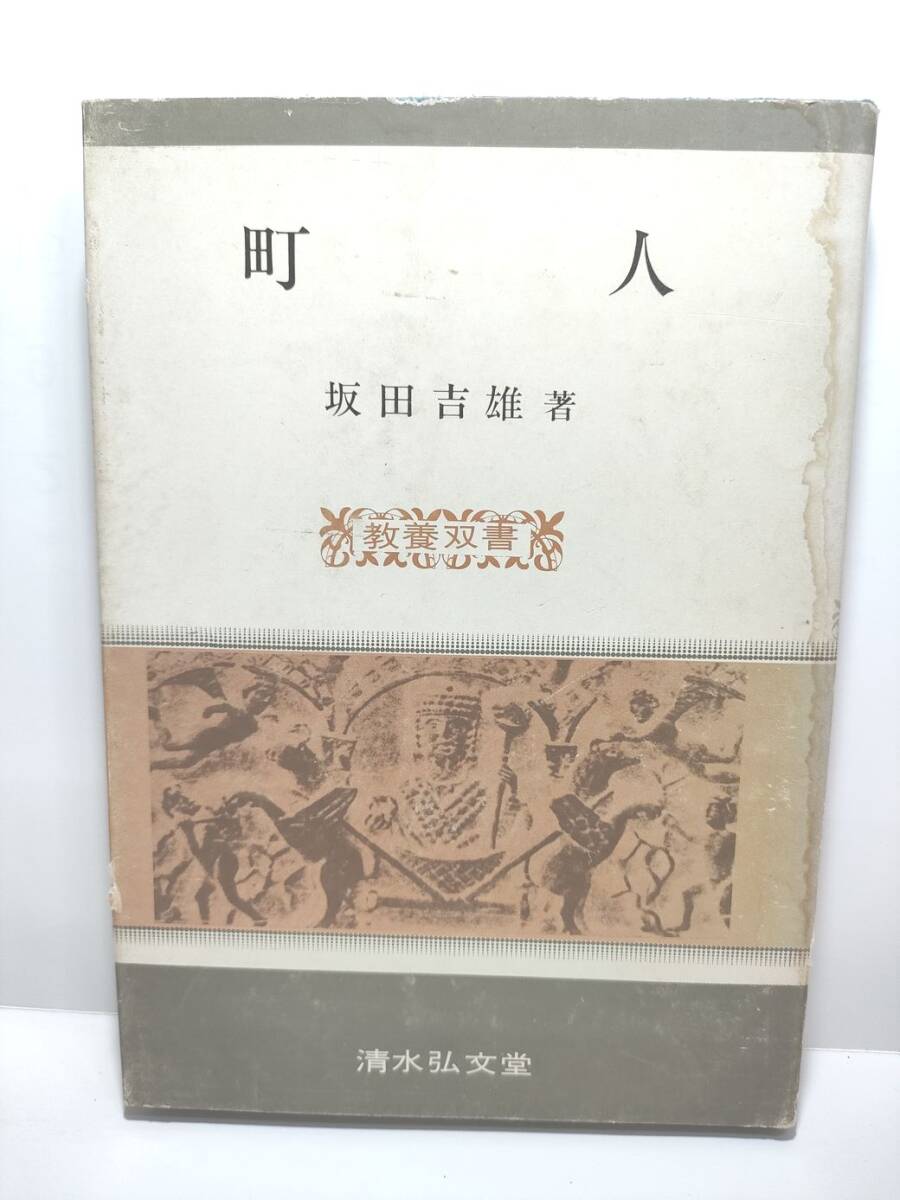 町人
坂田吉雄著
教養双書
清水弘文堂